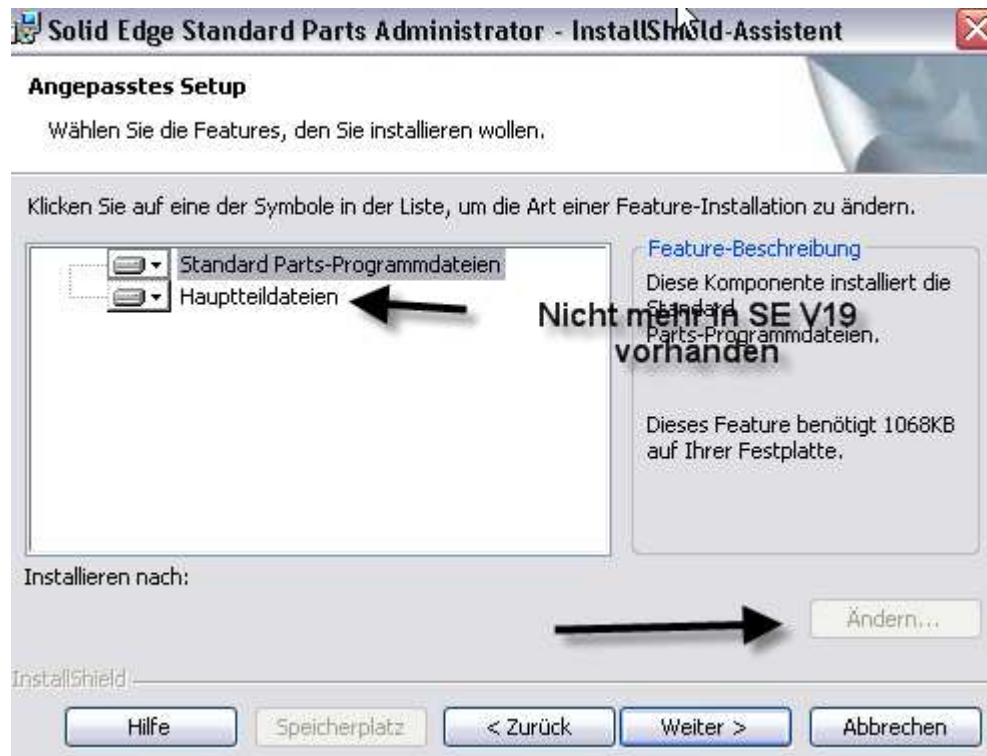 Solid Edge Standard Parts Administrator - InstallShield-Assistent
Angepasstes Setup
Wählen Sie die Features, den Sie installieren wollen.
Klicken Sie auf eine der Symbole in der Liste, um die Art einer Feature-Installation zu ändern.
Standard Parts-Programmdateien
Hauptteildateien
Nicht mehr in SE V19
vorhanden
Feature-Beschreibung
Diese Komponente installiert die
Standard
Parts-Programmdateien.
Dieses Feature benötigt 1068KB
auf Ihrer Festplatte.
Installieren nach:
Ändern...
InstallShield
Hilfe
Speicherplatz
< Zurück
Weiter >
Abbrechen